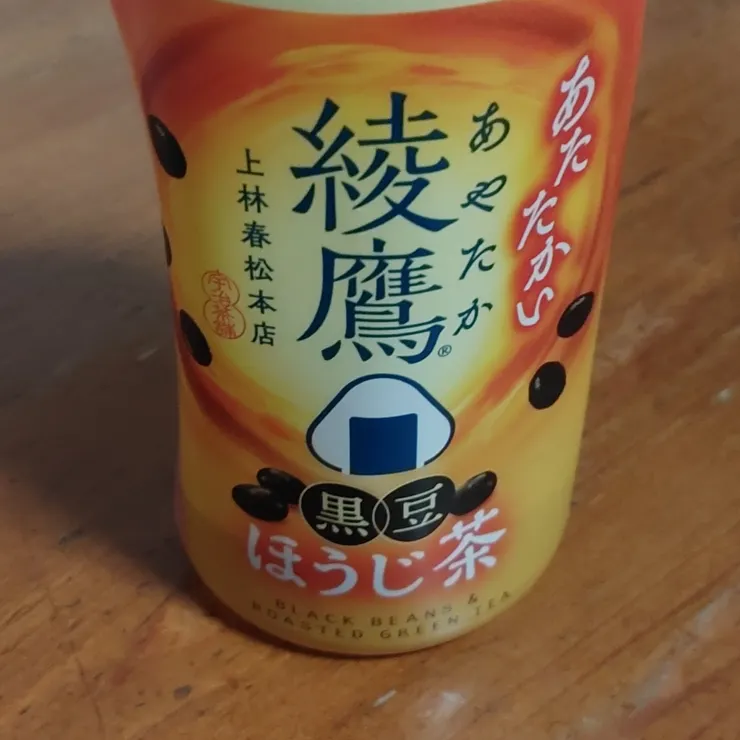 あたたかい
あやたか
綾鷹®
上林春松本店
宇治茶舗
黒豆
ほうじ茶
BLACK BEANS &
ROASTED GREEN TEA